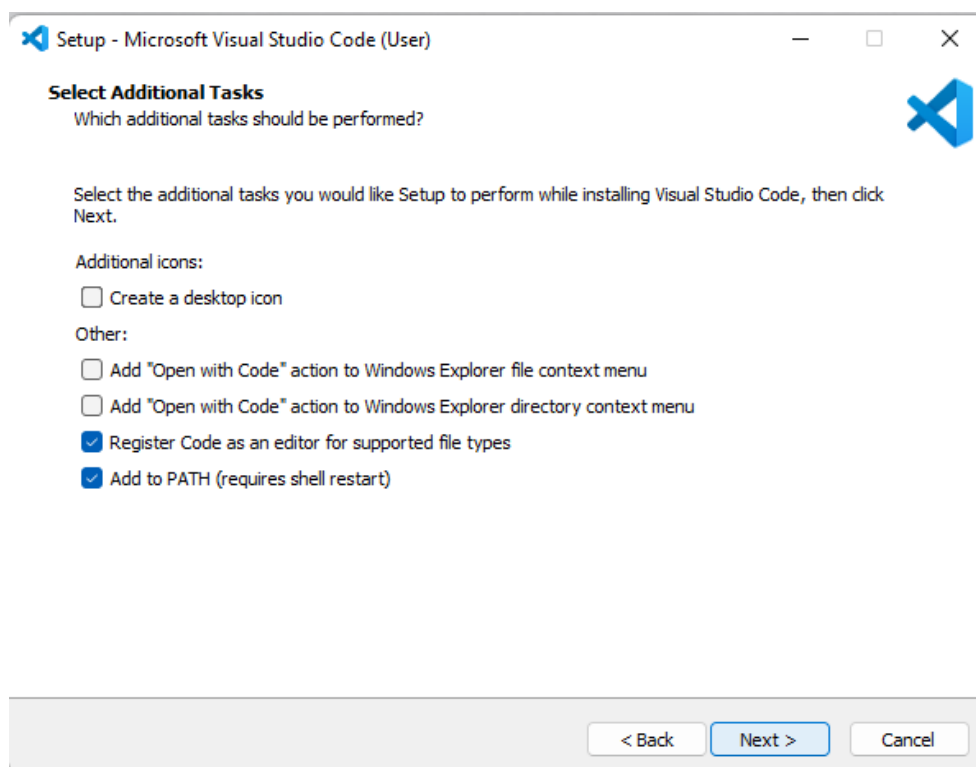 Setup - Microsoft Visual Studio Code (User)
Select Additional Tasks
Which additional tasks should be performed?
Select the additional tasks you would like Setup to perform while installing Visual Studio Code, then click
Next.
Additional icons:
Create a desktop icon
Other:
Add "Open with Code" action to Windows Explorer file context menu
Add "Open with Code" action to Windows Explorer directory context menu
Register Code as an editor for supported file types
Add to PATH (requires shell restart)
< Back Next > Cancel